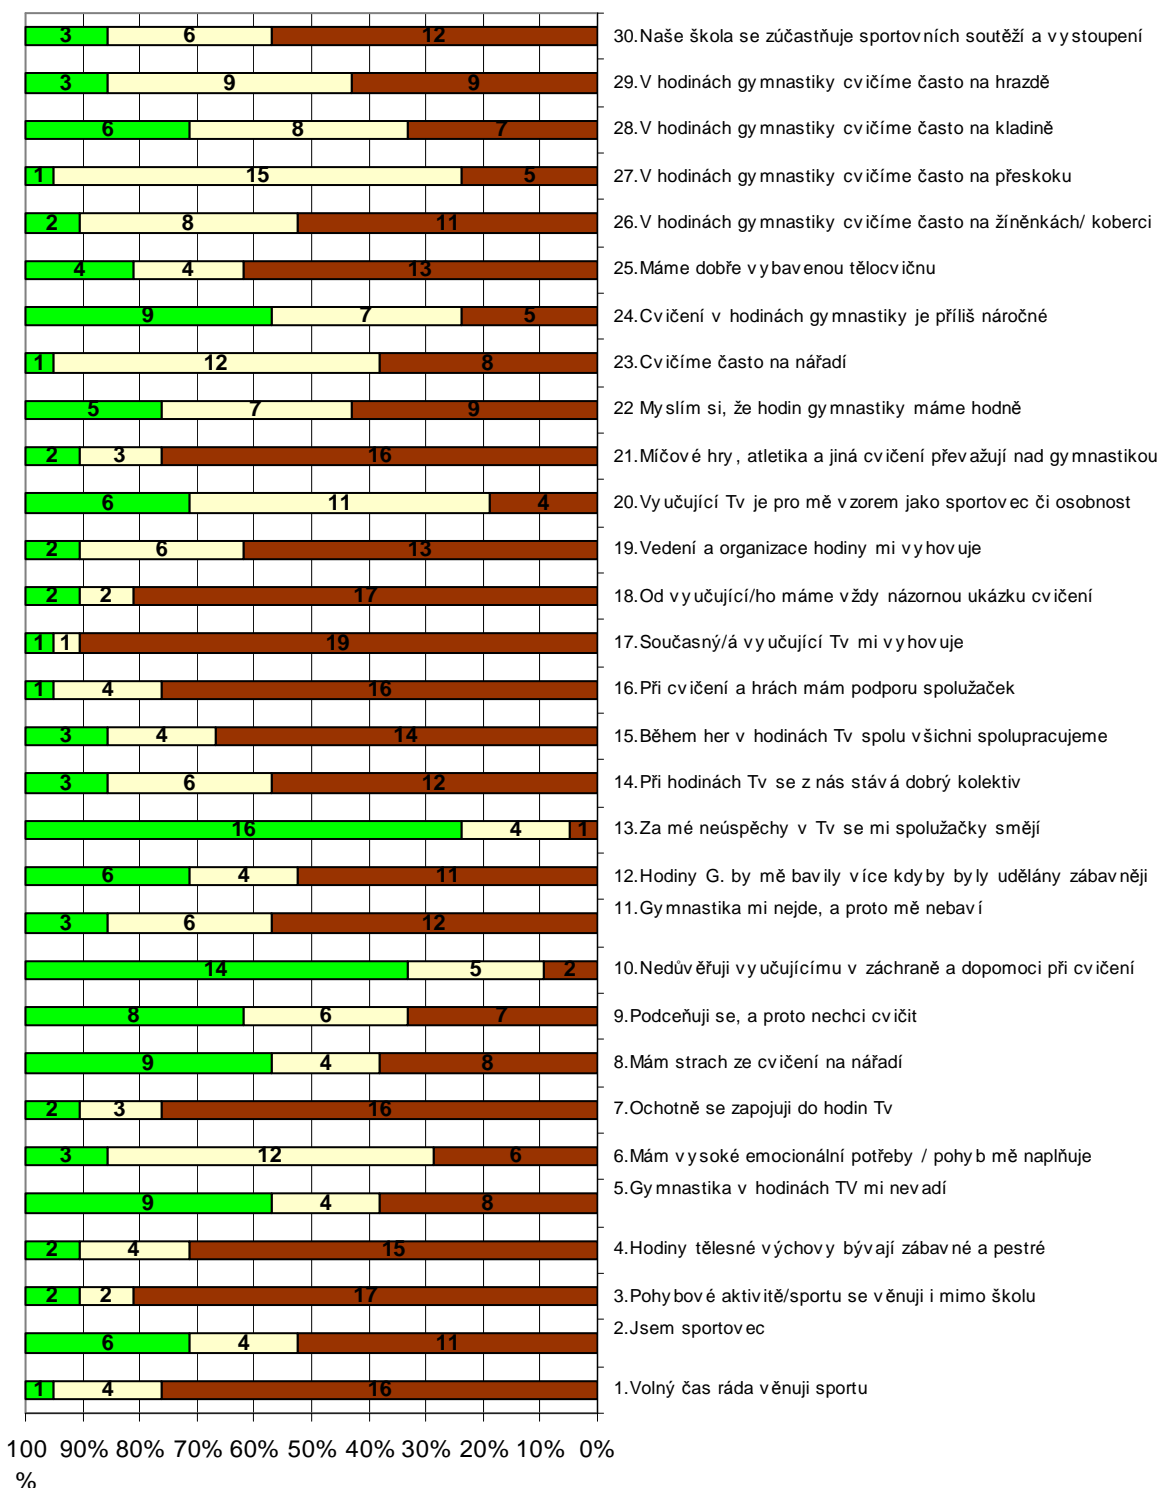 3 6 12 30.Naše škola se zúčastňuje sportovních soutěží a vystoupení
3 9 9 29.V hodinách gymnastiky cvičíme často na hrazdě
6 8 7 28.V hodinách gymnastiky cvičíme často na kladině
1 15 5 27.V hodinách gymnastiky cvičíme často na přeskoku
2 8 11 26.V hodinách gymnastiky cvičíme často na žíněnkách/ koberci
4 4 13 25.Máme dobře vybavenou tělocvičnu
9 7 5 24.Cvičení v hodinách gymnastiky je příliš náročné
1 12 8 23.Cvičíme často na nářadí
5 7 9 22 Myslím si, že hodin gymnastiky máme hodně
2 3 16 21.Míčové hry, atletika a jiná cvičení převažují nad gymnastikou
6 11 4 20.Vyučující Tv je pro mě vzorem jako sportovec či osobnost
2 6 13 19.Vedení a organizace hodiny mi vyhovuje
2 2 17 18.Od vyučující/ho máme vždy názornou ukázku cvičení
1 1 19 17.Současný/á vyučující Tv mi vyhovuje
1 4 16 16.Při cvičení a hrách mám podporu spolužaček
3 4 14 15.Během her v hodinách Tv spolu všichni spolupracujeme
3 6 12 14.Při hodinách Tv se z nás stává dobrý kolektiv
16 4 1 13.Za mé neúspěchy v Tv se mi spolužačky smějí
6 4 11 12.Hodiny G. by mě bavily více kdyby byly udělány zábavněji
3 6 12 11.Gymnastika mi nejde, a proto mě nebaví
14 5 2 10.Nedůvěřuji vyučujícímu v záchraně a dopomoci při cvičení
8 6 7 9.Podceňuji se, a proto nechci cvičit
9 4 8 8.Mám strach ze cvičení na nářadí
2 3 16 7.Ochotně se zapojuji do hodin Tv
3 12 6 6.Mám vysoké emocionální potřeby / pohyb mě naplňuje
9 4 8 5.Gymnastika v hodinách TV mi nevadí
2 4 15 4.Hodiny tělesné výchovy bývají zábavné a pestré
2 2 17 3.Pohybové aktivitě/sportu se věnuji i mimo školu
6 4 11 2.Jsem sportovec
1 4 16 1.Volný čas ráda věnuji sportu
100 90% 80% 70% 60% 50% 40% 30% 20% 10% 0%
%